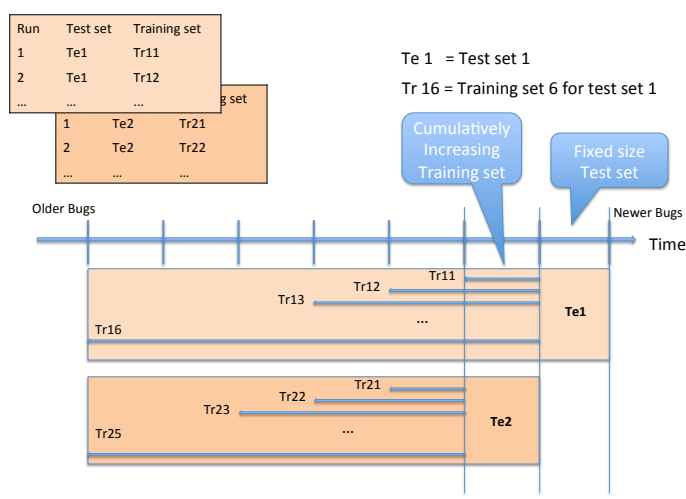 Run Test set Training set
1 Te1 Tr11
2 Te1 Tr12
... ... ...
g set
1 Te2 Tr21
2 Te2 Tr22
... ... ...
Te 1 = Test set 1
Tr 16 = Training set 6 for test set 1
Cumulatively
Increasing
Training set
Fixed size
Test set
Older Bugs
Newer Bugs
Time
Tr11
Tr12
Tr13
...
Te1
Tr16
Tr21
Tr22
Tr23
...
Te2
Tr25